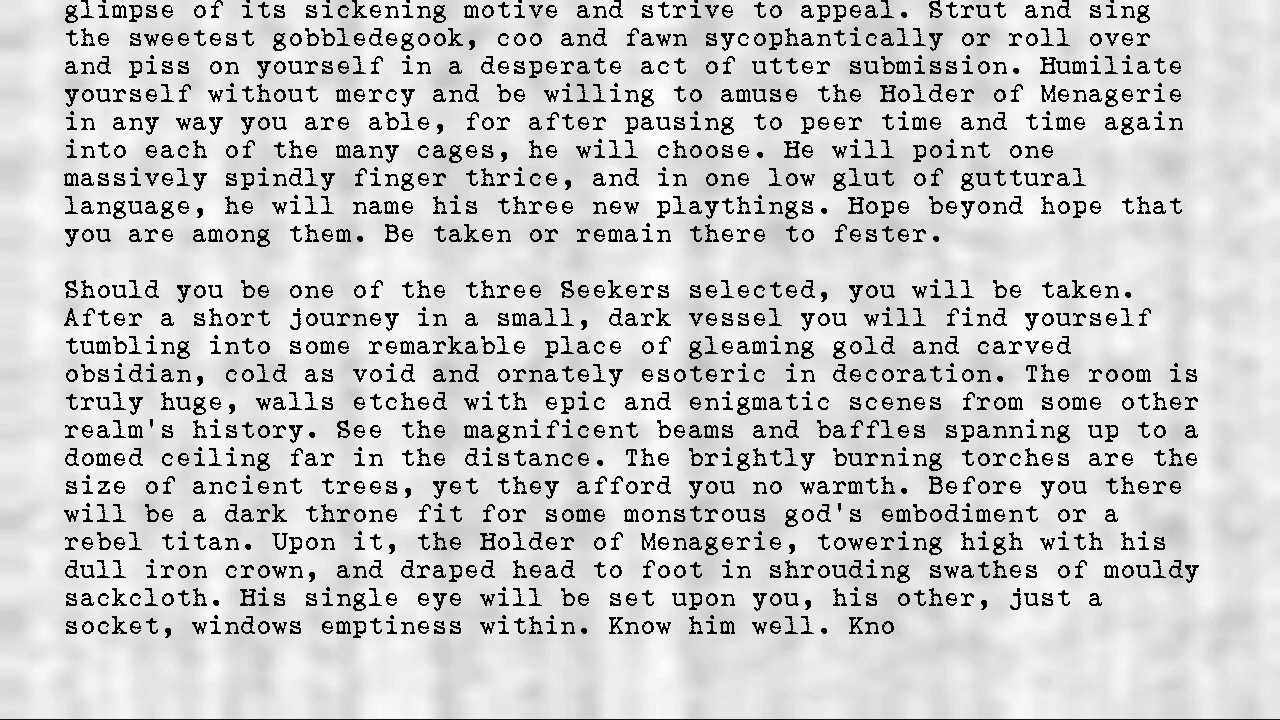 glimpse of its sickening motive and strive to appeal. Strut and sing
the sweetest gobbledegook, coo and fawn sycophantically or roll over
and piss on yourself in a desperate act of utter submission. Humiliate
yourself without mercy and be willing to amuse the Holder of Menagerie
in any way you are able, for after pausing to peer time and time again
into each of the many cages, he will choose. He will point one
massively spindly finger thrice, and in one low glut of guttural
language, he will name his three new playthings. Hope beyond hope that
you are among them. Be taken or remain there to fester.

Should you be one of the three Seekers selected, you will be taken.
After a short journey in a small, dark vessel you will find yourself
tumbling into some remarkable place of gleaming gold and carved
obsidian, cold as void and ornately esoteric in decoration. The room is
truly huge, walls etched with epic and enigmatic scenes from some other
realm's history. See the magnificent beams and baffles spanning up to a
domed ceiling far in the distance. The brightly burning torches are the
size of ancient trees, yet they afford you no warmth. Before you there
will be a dark throne fit for some monstrous god's embodiment or a
rebel titan. Upon it, the Holder of Menagerie, towering high with his
dull iron crown, and draped head to foot in shrouding swathes of mouldy
sackcloth. His single eye will be set upon you, his other, just a
socket, windows emptiness within. Know him well. Kno